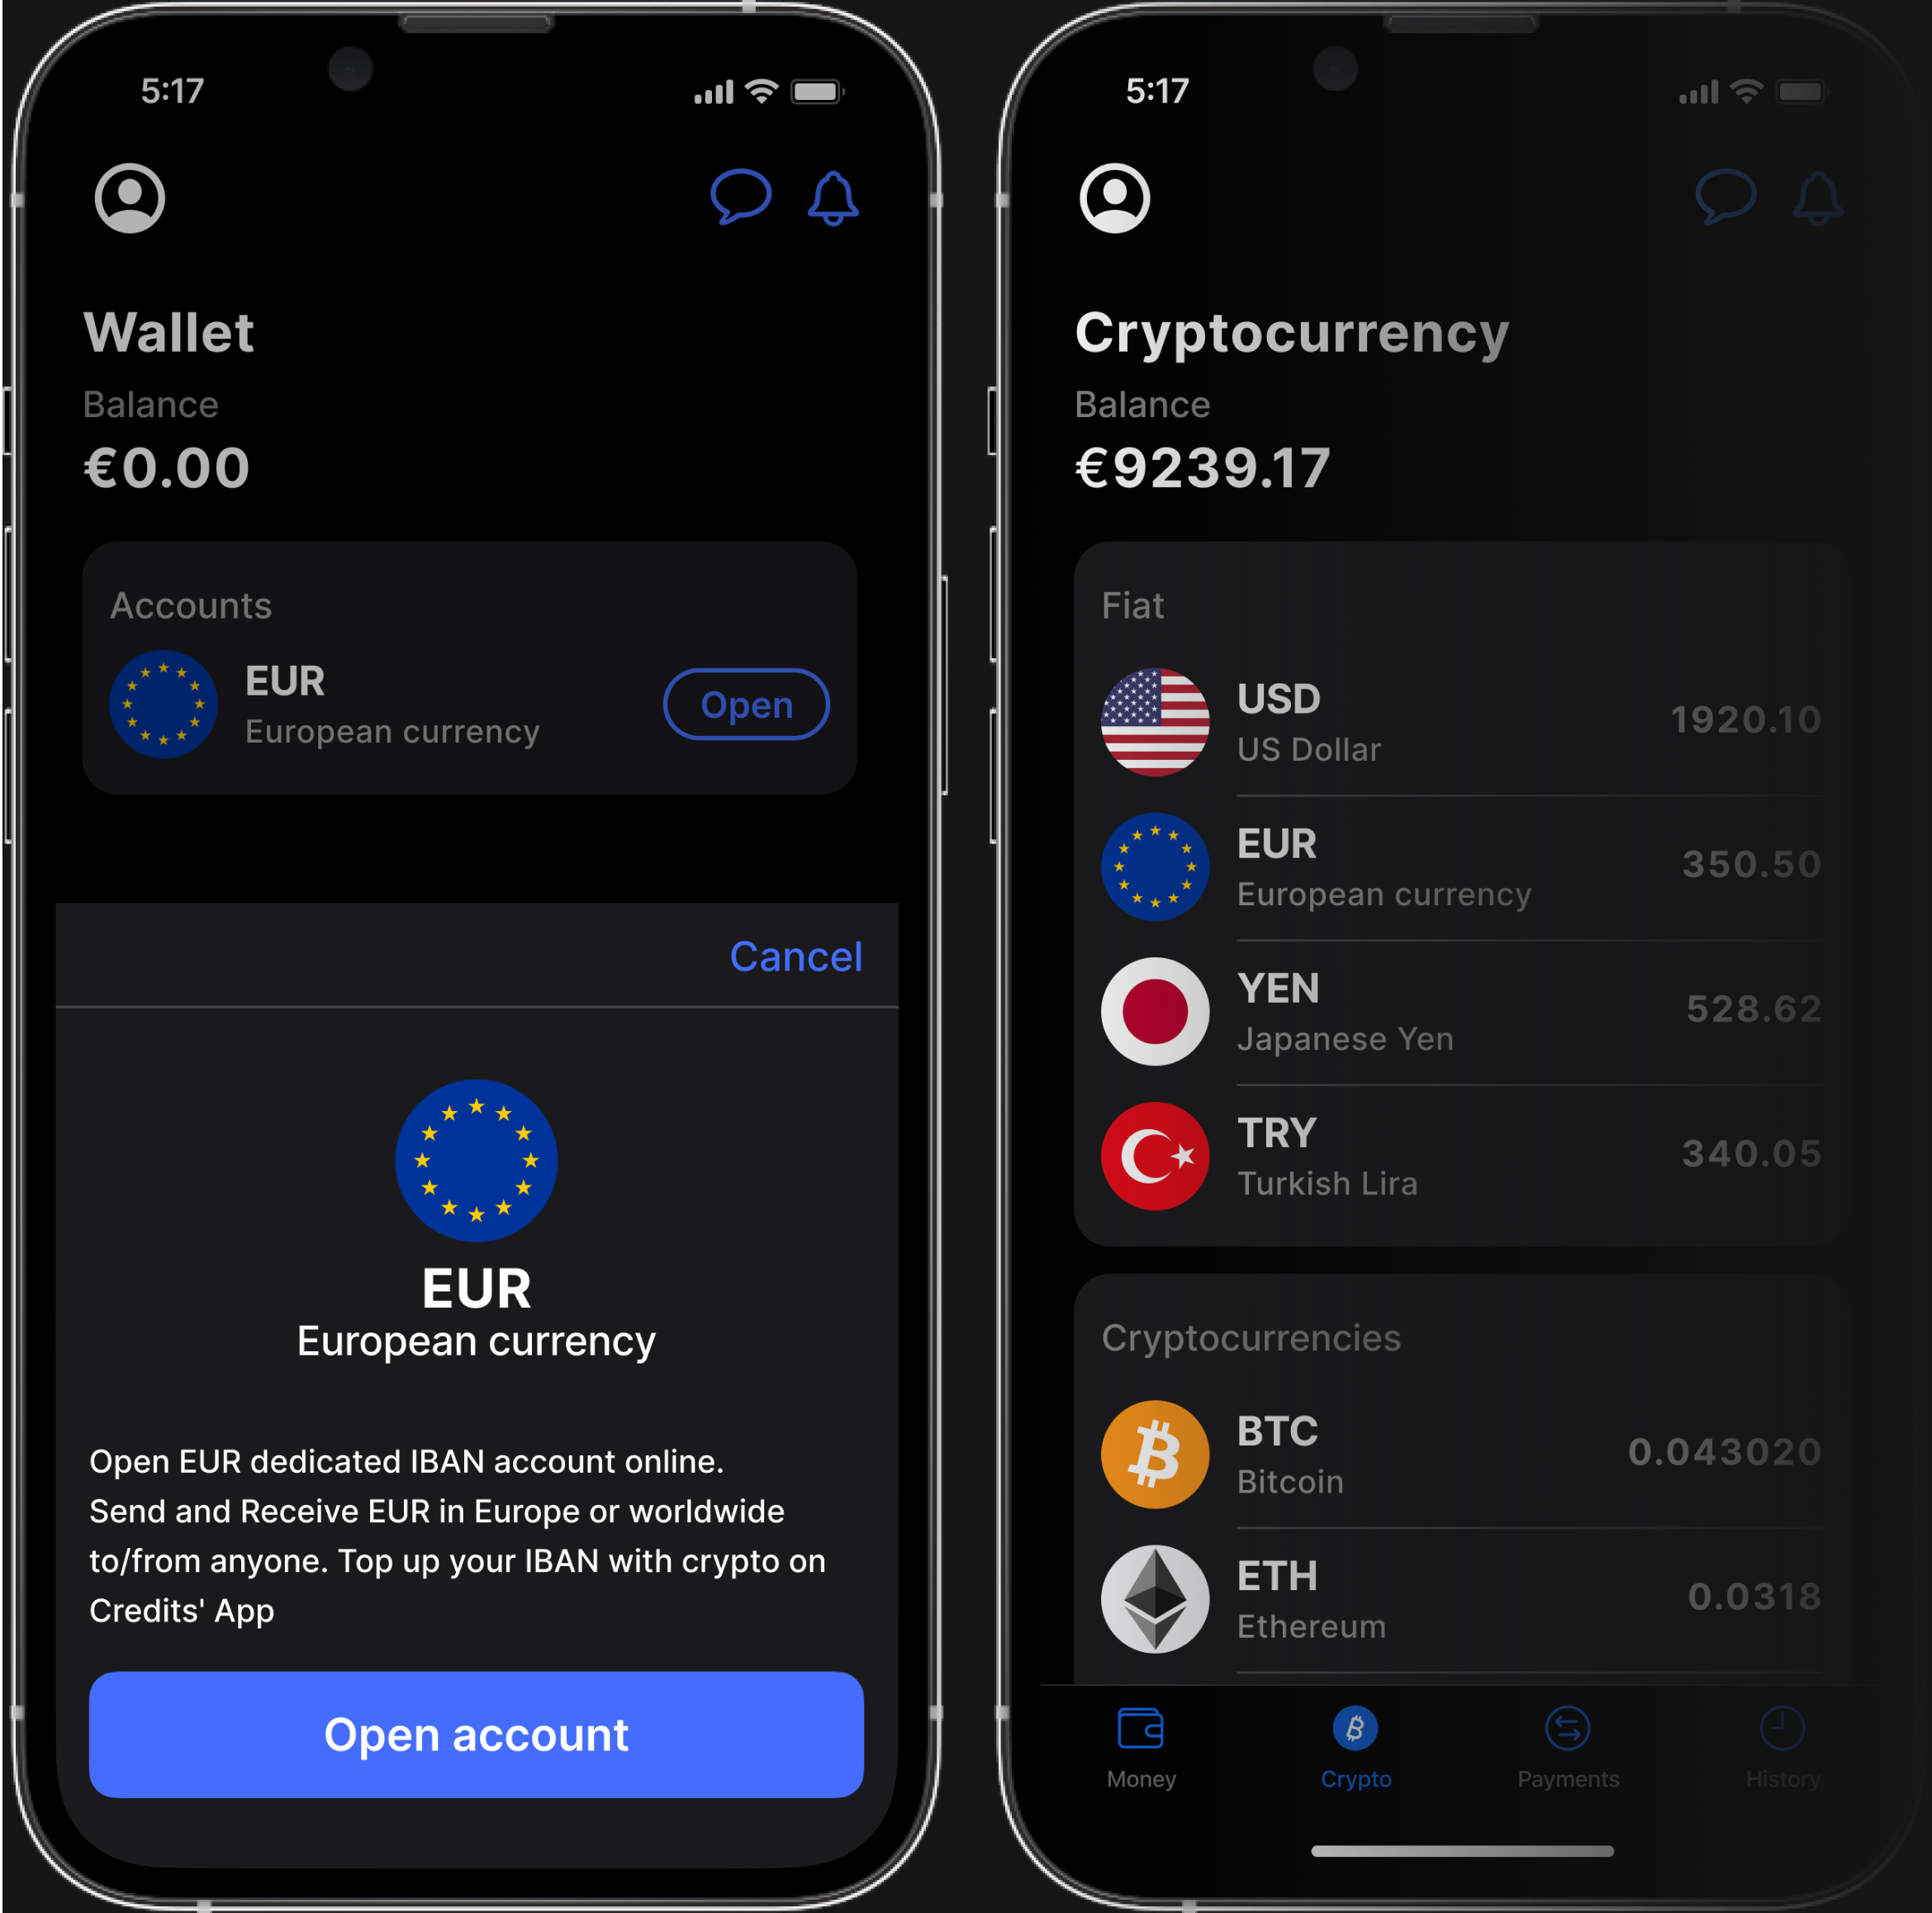 5:17
Wallet
Balance
€0.00
Accounts
EUR
European currency
Open
Cancel
EUR
European currency
Open EUR dedicated IBAN account online.
Send and Receive EUR in Europe or worldwide
to/from anyone. Top up your IBAN with crypto on
Credits' App
Open account
5:17
Cryptocurrency
Balance
€9239.17
Fiat
USD
US Dollar
1920.10
EUR
European currency
350.50
YEN
Japanese Yen
528.62
TRY
Turkish Lira
340.05
Cryptocurrencies
BTC
Bitcoin
0.043020
ETH
Ethereum
0.0318
Money
Crypto
Payments
History